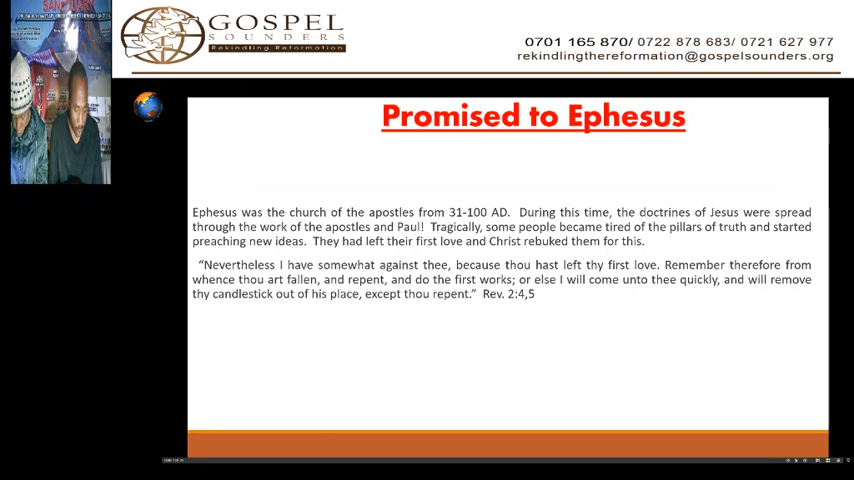 SANCTUARY
GOSPEL
SOUNDERS
Rekindling Reformation
0701 165 870/ 0722 878 683/ 0721 627 977
rekindlingthereformation@gospelsounders.org
Promised to Ephesus
Ephesus was the church of the apostles from 31-100 AD. During this time, the doctrines of Jesus were spread
through the work of the apostles and Paul! Tragically, some people became tired of the pillars of truth and started
preaching new ideas. They had left their first love and Christ rebuked them for this.
“Nevertheless I have somewhat against thee, because thou hast left thy first love. Remember therefore from
whence thou art fallen, and repent, and do the first works; or else I will come unto thee quickly, and will remove
thy candlestick out of his place, except thou repent.” Rev. 2:4,5